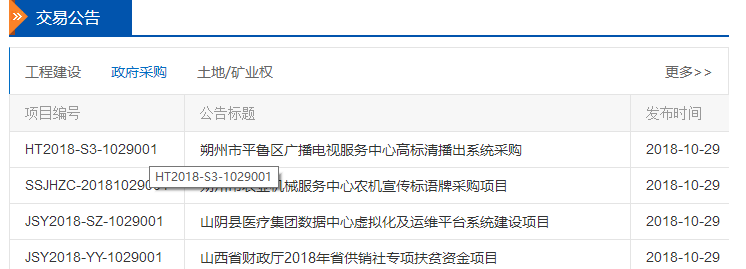 交易公告
工程建设 政府采购 土地/矿业权 更多>>
项目编号 公告标题 发布时间
HT2018-S3-1029001 朔州市平鲁区广播电视服务中心高标清播出系统采购 2018-10-29
HT2018-S3-1029001
SSJHZC-20181029001 朔州市农业机械服务中心农机宣传标语牌采购项目 2018-10-29
JSY2018-SZ-1029001 山阴县医疗集团数据中心虚拟化及运维平台系统建设项目 2018-10-29
JSY2018-YY-1029001 山西省财政厅2018年省供销社专项扶贫资金项目 2018-10-29